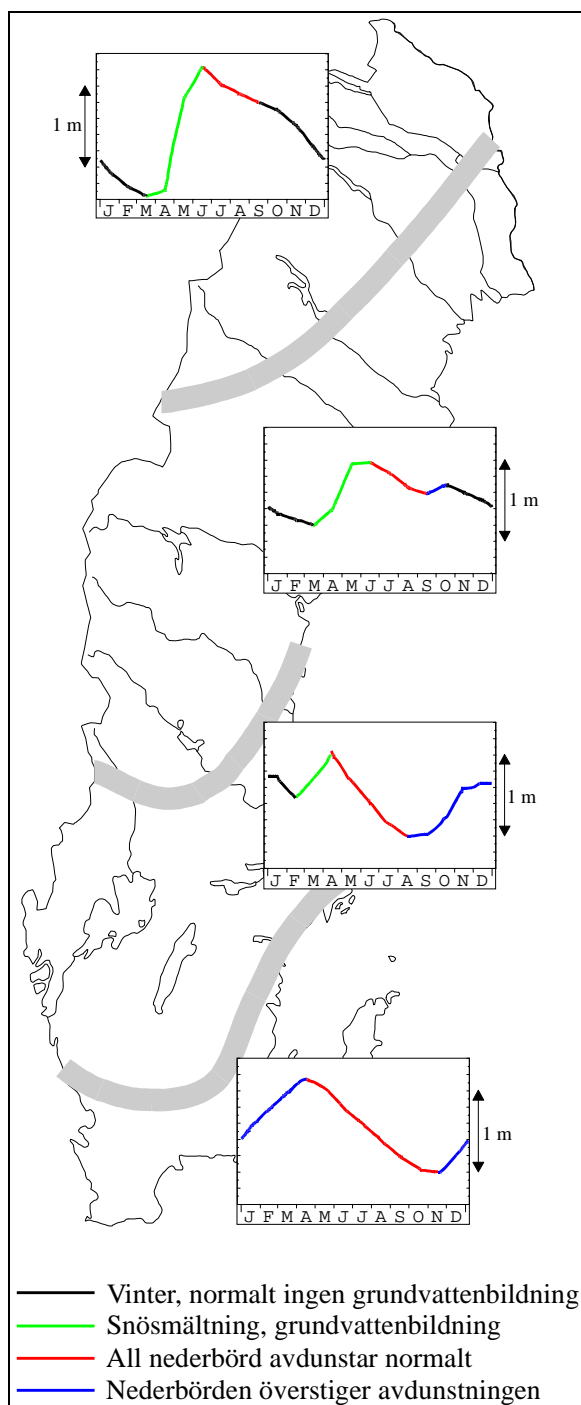 1 m
J F M A M J J A S O N D
1 m
J F M A M J J A S O N D
1 m
J F M A M J J A S O N D
1 m
J F M A M J J A S O N D
Vinter, normalt ingen grundvattenbildning
Snösmältning, grundvattenbildning
All nederbörd avdunstar normalt
Nederbörden överstiger avdunstningen